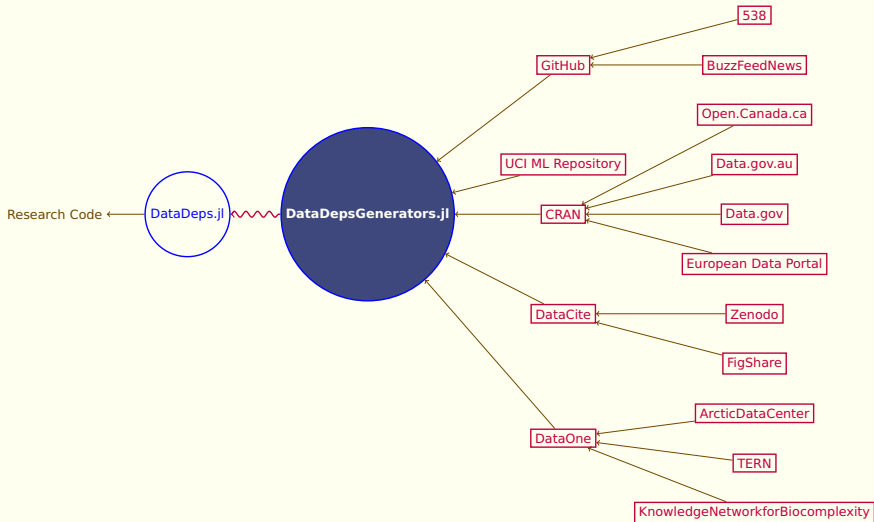 538
GitHub
BuzzFeedNews
Open.Canada.ca
UCI ML Repository
Data.gov.au
Research Code
DataDeps.jl
DataDepsGenerators.jl
CRAN
Data.gov
European Data Portal
DataCite
Zenodo
FigShare
ArcticDataCenter
DataOne
TERN
KnowledgeNetworkforBiocomplexity